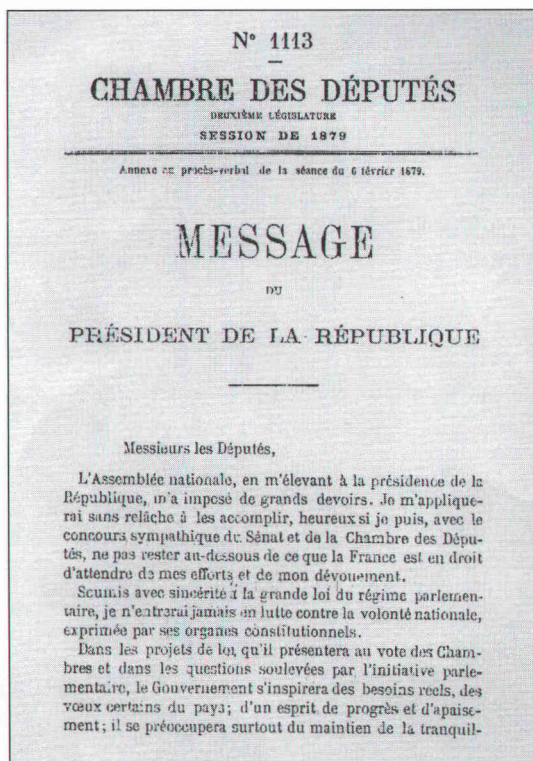 N° 1113
CHAMBRE DES DÉPUTÉS
DEUXIÈME LÉGISLATURE
SESSION DE 1879
Annexe au procès-verbal de la séance du 6 février 1879.
MESSAGE
DU
PRÉSIDENT DE LA RÉPUBLIQUE
Messieurs les Députés,
L'Assemblée nationale, en m'élevant à la présidence de la
République, m'a imposé de grands devoirs. Je m'applique-
rai sans relâche à les accomplir, heureux si je puis, avec le
concours sympathique du Sénat et de la Chambre des Dépu-
tés, ne pas rester au-dessous de ce que la France est en droit
d'attendre de mes efforts et de mon dévouement.
Soumis avec sincérité à la grande loi du régime parlemen-
taire, je n'entrerai jamais en lutte contre la volonté nationale,
exprimée par ses organes constitutionnels.
Dans les projets de loi qu'il présentera au vote des Cham-
bres et dans les questions soulevées par l'initiative parle-
mentaire, le Gouvernement s'inspirera des besoins réels, des
vœux certains du pays; d'un esprit de progrès et d'apaise-
ment; il se préoccupera surtout du maintien de la tranquil-